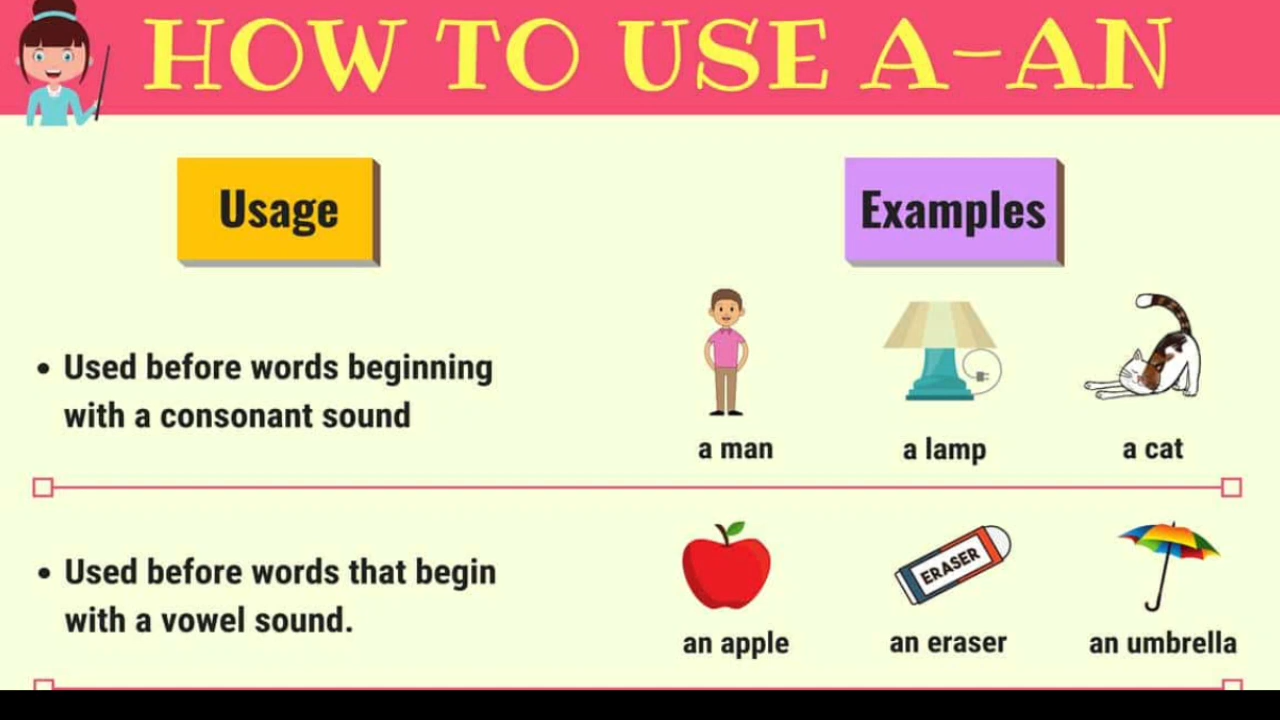 HOW TO USE A-AN
Usage
Examples
• Used before words beginning
with a consonant sound
a man
a lamp
a cat
• Used before words that begin
with a vowel sound.
ERASER
an apple
an eraser
an umbrella